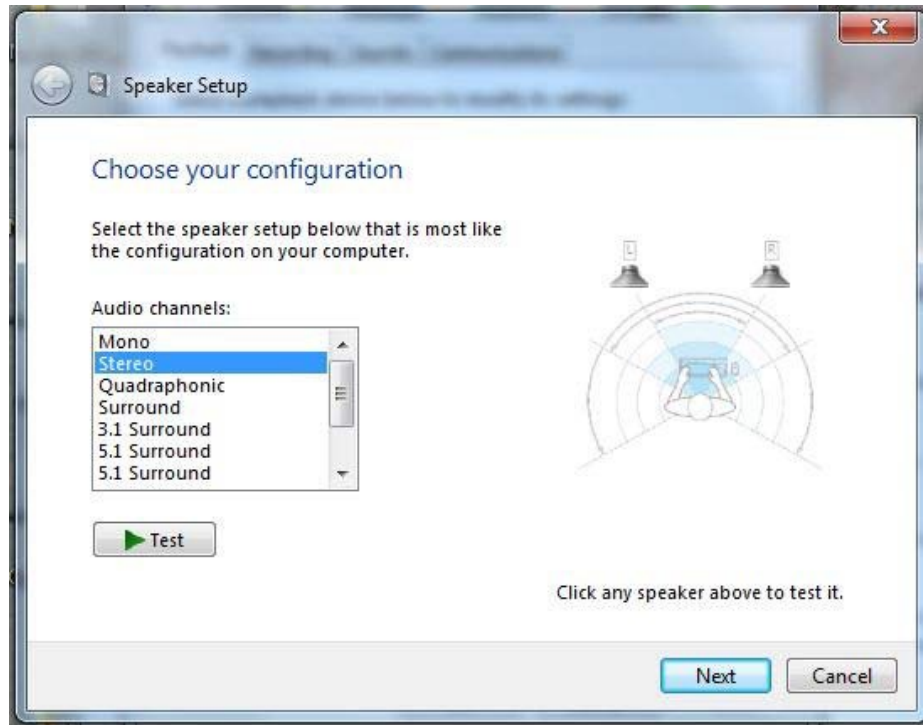 Speaker Setup
Choose your configuration
Select the speaker setup below that is most like
the configuration on your computer.
Audio channels:
Mono
Stereo
Quadraphonic
Surround
3.1 Surround
5.1 Surround
5.1 Surround
Test
L
R
Click any speaker above to test it.
Next
Cancel